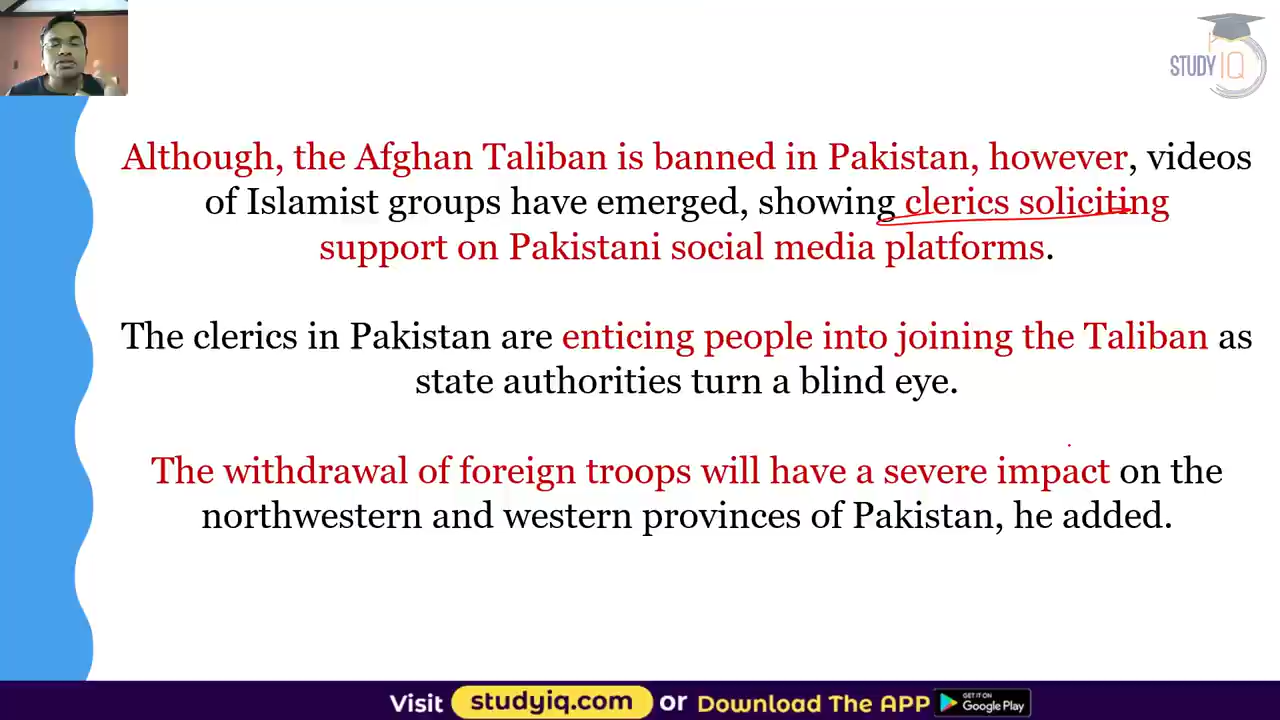 STUDY IQ
Although, the Afghan Taliban is banned in Pakistan, however, videos
of Islamist groups have emerged, showing clerics soliciting
support on Pakistani social media platforms.
The clerics in Pakistan are enticing people into joining the Taliban as
state authorities turn a blind eye.
The withdrawal of foreign troops will have a severe impact on the
northwestern and western provinces of Pakistan, he added.
Visit studyiq.com or Download The APP GET IT ON Google Play